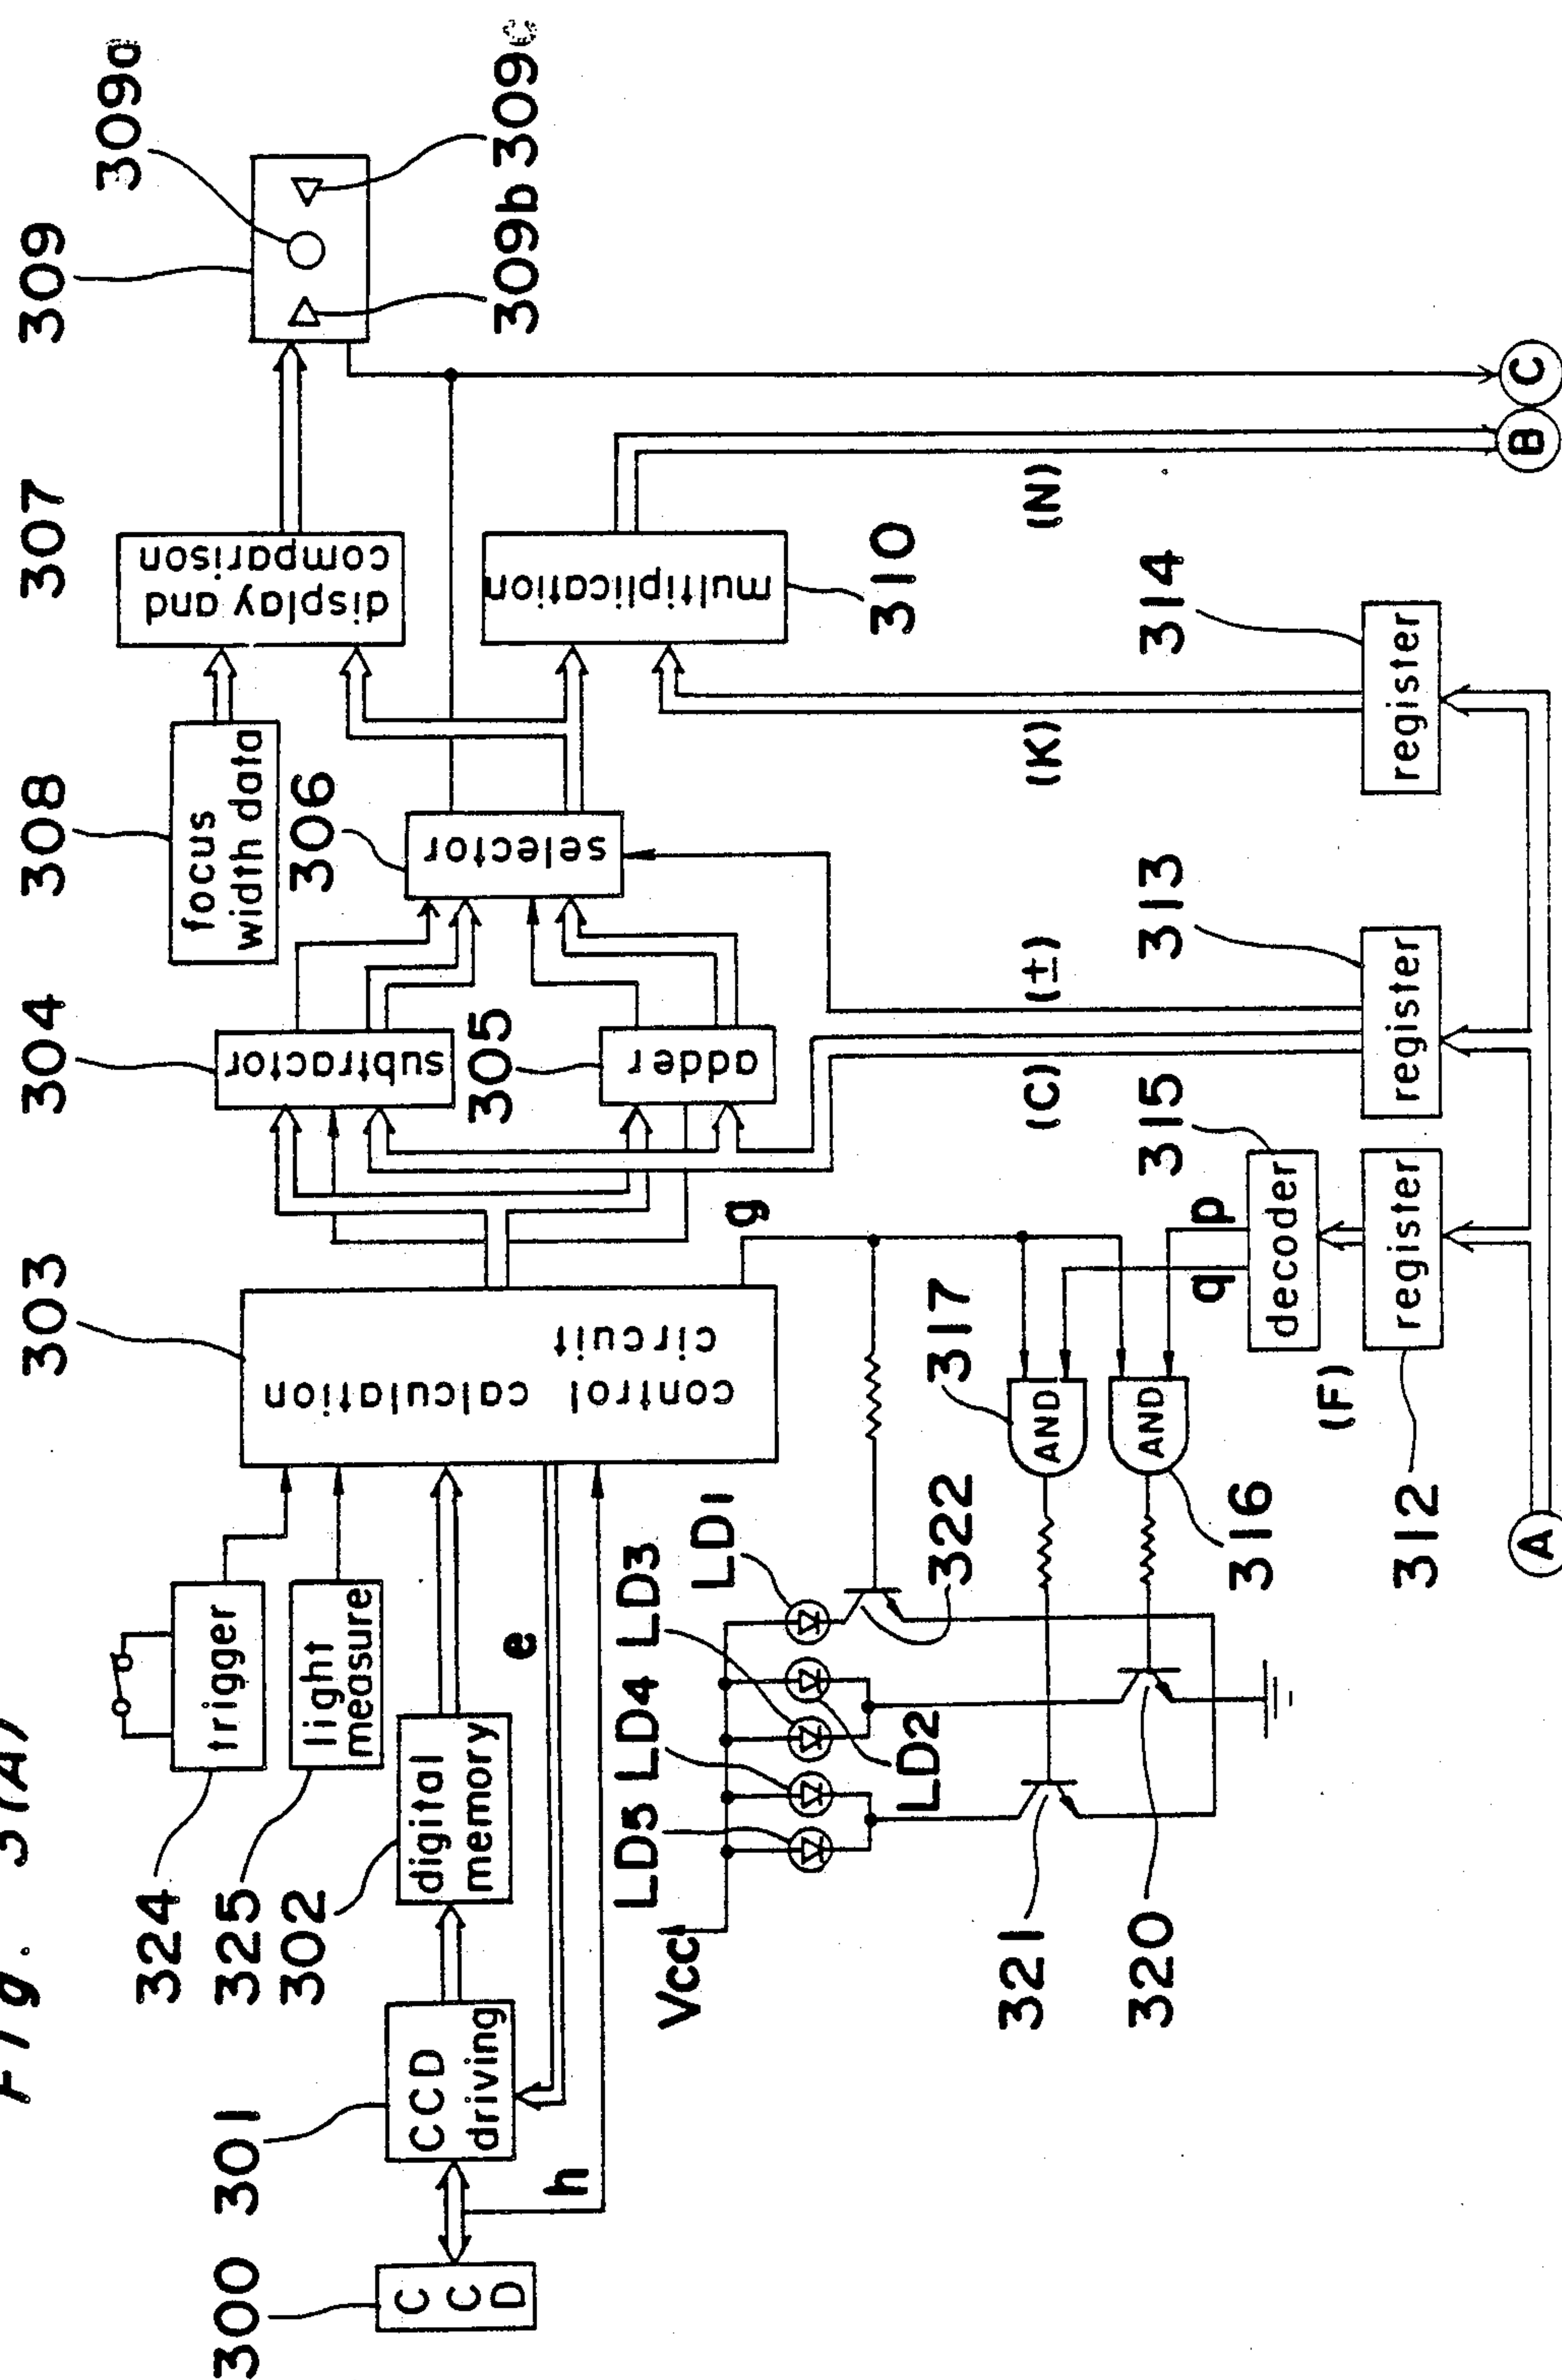 Fig. 3(A)
300
301
302
324
325
303
304
305
308
306
307
309
309a
309b
309c
310
C
C
D
CCD
driving
digital
memory
trigger
light
measure
control calculation
circuit
subtractor
adder
focus
width data
selector
display and
comparison
multiplication
e
h
g
Vcc
LD5
LD4
LD3
LD2
LD1
321
320
322
317
316
AND
AND
q
p
315
decoder
(F)
(C)
(±)
(K)
(N)
312
register
313
register
314
register
A
B
C